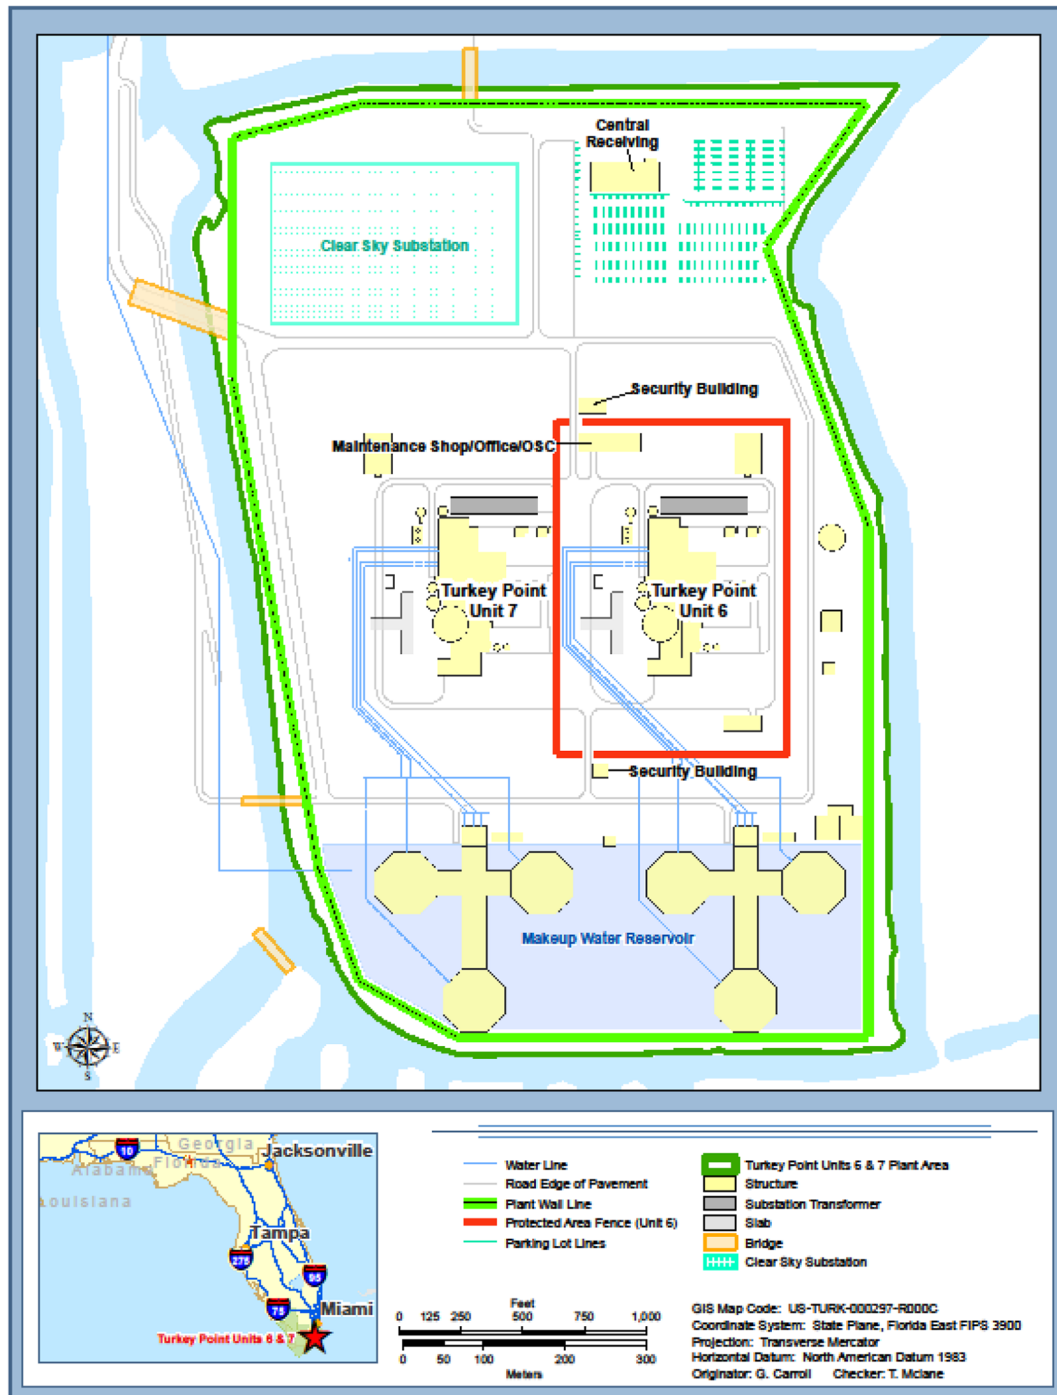 Central
Receiving
Clear Sky Substation
Security Building
Maintenance Shop/Office/OSC
Turkey Point
Unit 7
Turkey Point
Unit 6
Security Building
Makeup Water Reservoir
N
W E
S
Georgia
Jacksonville
10
Alabama
Florida
Louisiana
Tampa
275
95
75
Miami
Turkey Point Units 6 & 7
Water Line
Road Edge of Pavement
Plant Wall Line
Protected Area Fence (Unit 6)
Parking Lot Lines
Turkey Point Units 6 & 7 Plant Area
Structure
Substation Transformer
Slab
Bridge
Clear Sky Substation
Feet
0 125 250 500 750 1,000
0 50 100 200 300
Meters
GIS Map Code: US-TURK-000297-R000C
Coordinate System: State Plane, Florida East FIPS 3900
Projection: Transverse Mercator
Horizontal Datum: North American Datum 1983
Originator: G. Carroll Checker: T. Mclane